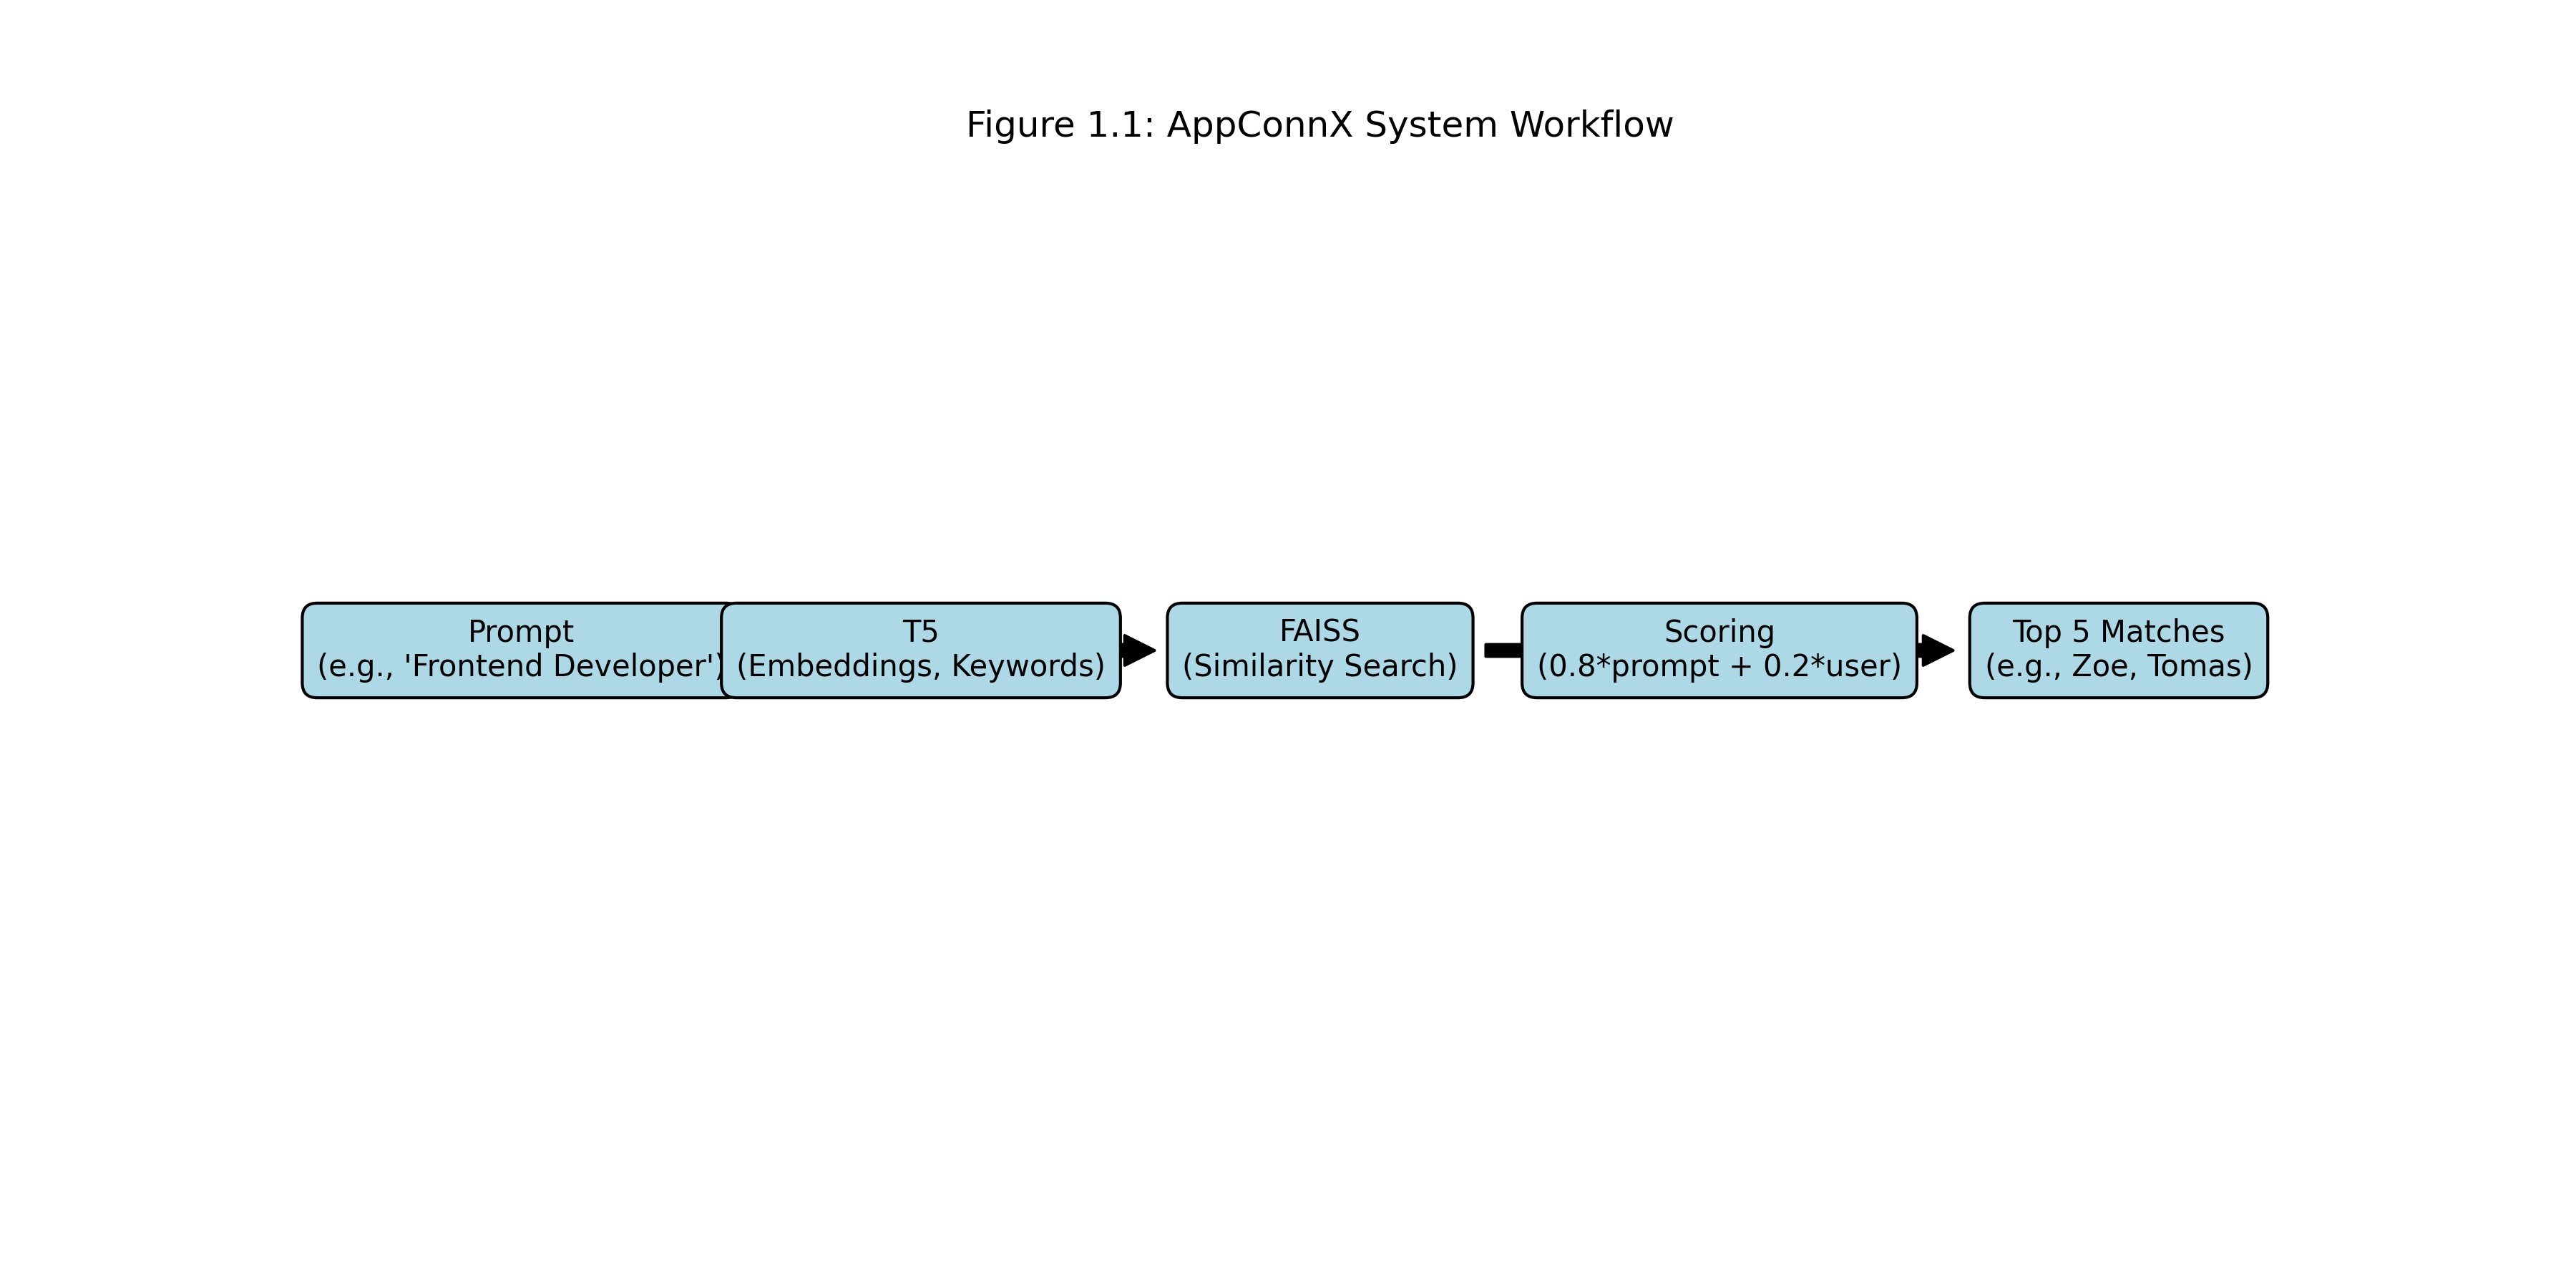 Figure 1.1: AppConnX System Workflow
Prompt
(e.g., 'Frontend Developer')
T5
(Embeddings, Keywords)
FAISS
(Similarity Search)
Scoring
(0.8*prompt + 0.2*user)
Top 5 Matches
(e.g., Zoe, Tomas)